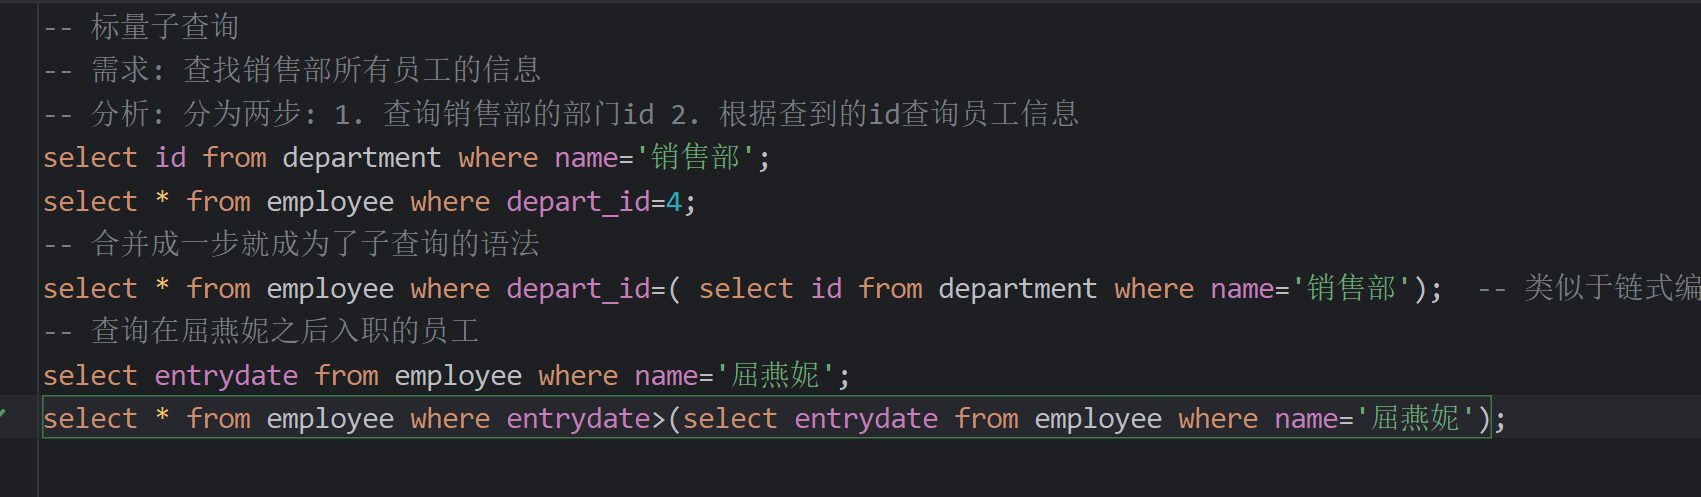 -- 标量子查询
-- 需求: 查找销售部所有员工的信息
-- 分析: 分为两步: 1. 查询销售部的部门id 2. 根据查到的id查询员工信息
select id from department where name='销售部';
select * from employee where depart_id=4;
-- 合并成一步就成为了子查询的语法
select * from employee where depart_id=( select id from department where name='销售部');  -- 类似于链式编
-- 查询在屈燕妮之后入职的员工
select entrydate from employee where name='屈燕妮';
select * from employee where entrydate>(select entrydate from employee where name='屈燕妮');